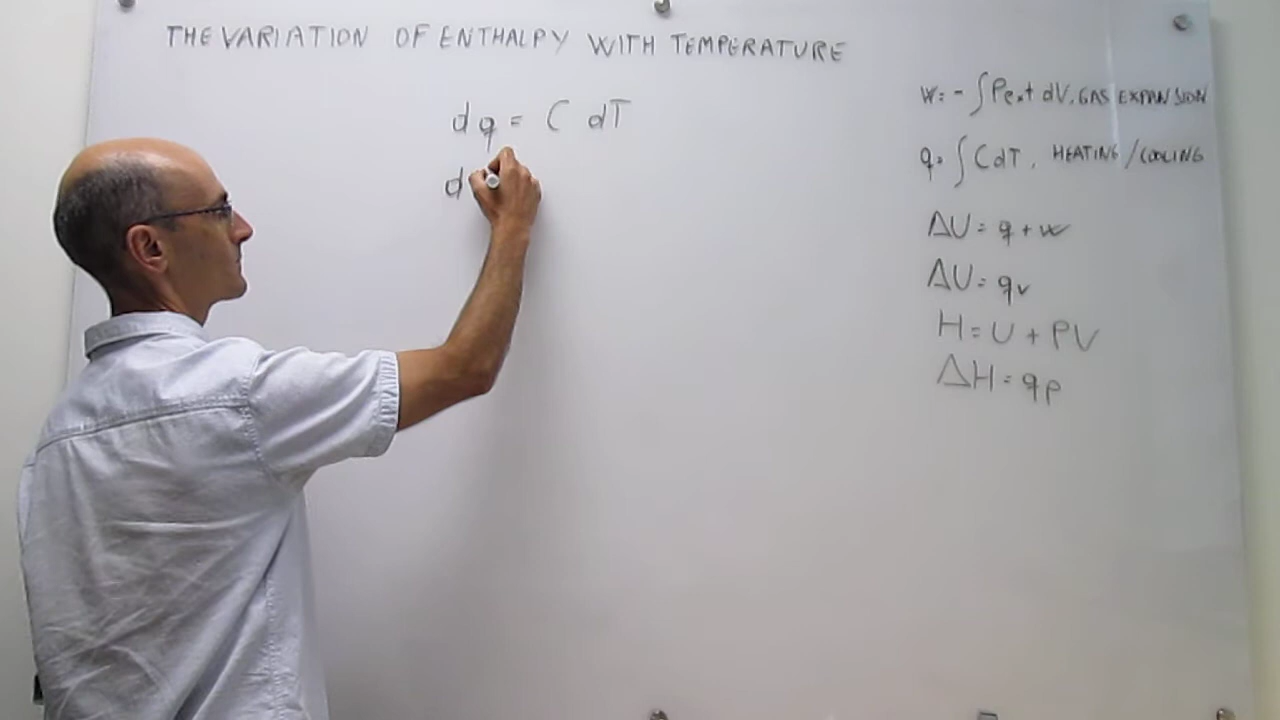 THE VARIATION OF ENTHALPY WITH TEMPERATURE
dq = C dT
d
W = - ∫ Pext dV, GAS EXPANSION
q = ∫ C dT, HEATING / COOLING
ΔU = q + w
ΔU = qv
H = U + PV
ΔH = qp